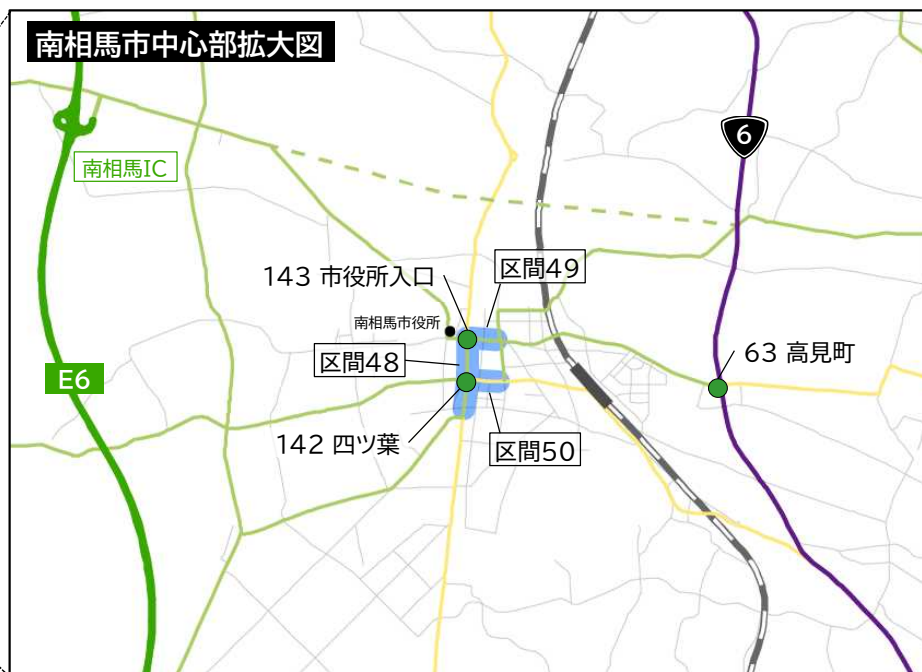 南相馬市中心部拡大図
6
南相馬IC
143 市役所入口
区間49
南相馬市役所
区間48
63 高見町
E6
142 四ツ葉
区間50